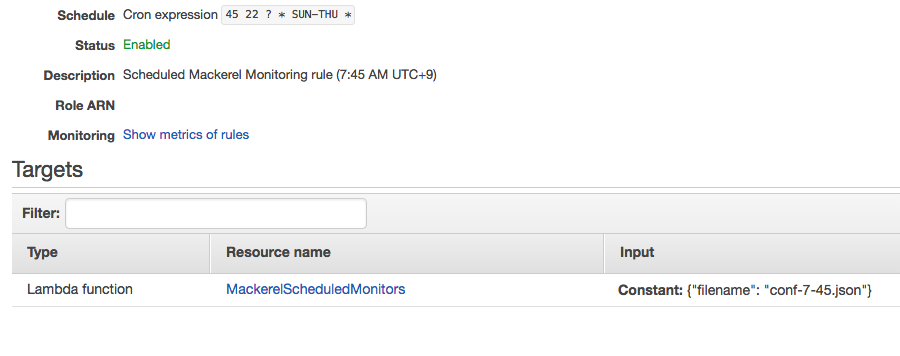 Schedule Cron expression 45 22 ? * SUN-THU *
Status Enabled
Description Scheduled Mackerel Monitoring rule (7:45 AM UTC+9)
Role ARN
Monitoring Show metrics of rules
Targets
Filter:
Type Resource name Input
Lambda function MackerelScheduledMonitors Constant: {"filename": "conf-7-45.json"}